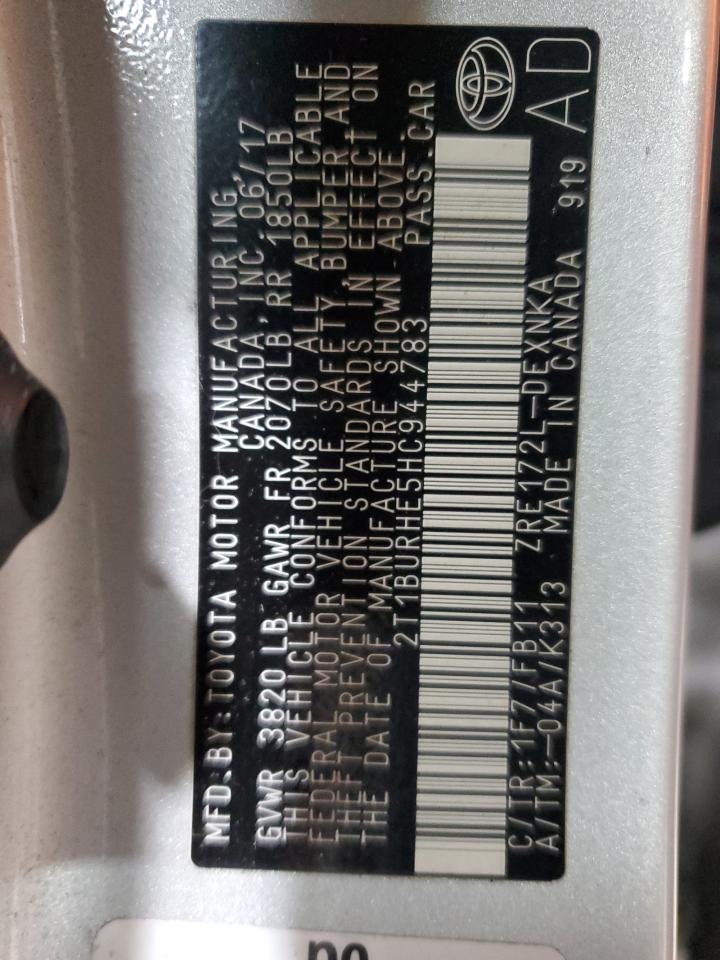 MFD.BY:TOYOTA MOTOR MANUFACTURING,
CANADA, INC. 06/17
GVWR 3820LB GAWR FR 2070LB, RR 1850LB
THIS VEHICLE CONFORMS TO ALL APPLICABLE
FEDERAL MOTOR VEHICLE SAFETY, BUMPER, AND
THEFT PREVENTION STANDARDS IN EFFECT ON
THE DATE OF MANUFACTURE SHOWN ABOVE.
2T1BURHE5HC944783 PASS.CAR
C/TR:1F7/FB11 ZRE172L-DEXNKA
A/TM:-04A/K313 MADE IN CANADA 919
AD